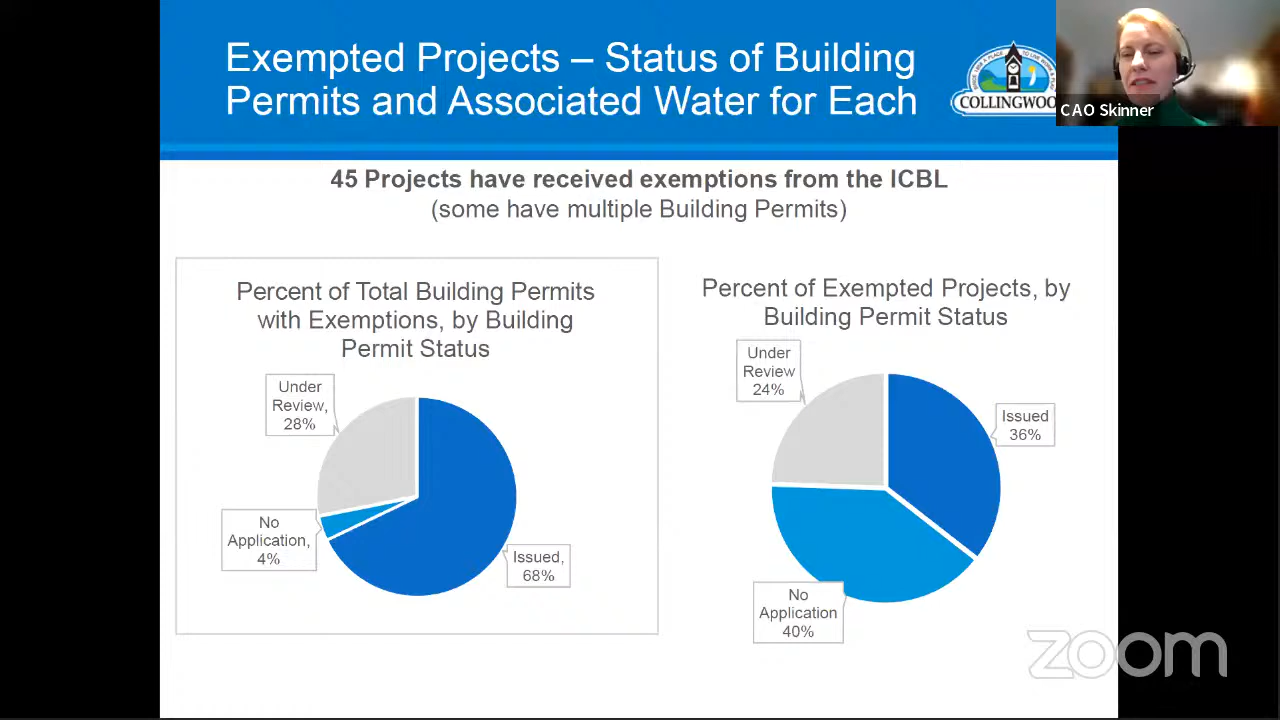 Exempted Projects – Status of Building
Permits and Associated Water for Each
COLLINGWOO
CAO Skinner
45 Projects have received exemptions from the ICBL
(some have multiple Building Permits)
Percent of Total Building Permits
with Exemptions, by Building
Permit Status
Under
Review,
28%
No
Application,
4%
Issued,
68%
Percent of Exempted Projects, by
Building Permit Status
Under
Review
24%
Issued
36%
No
Application
40%
zoom